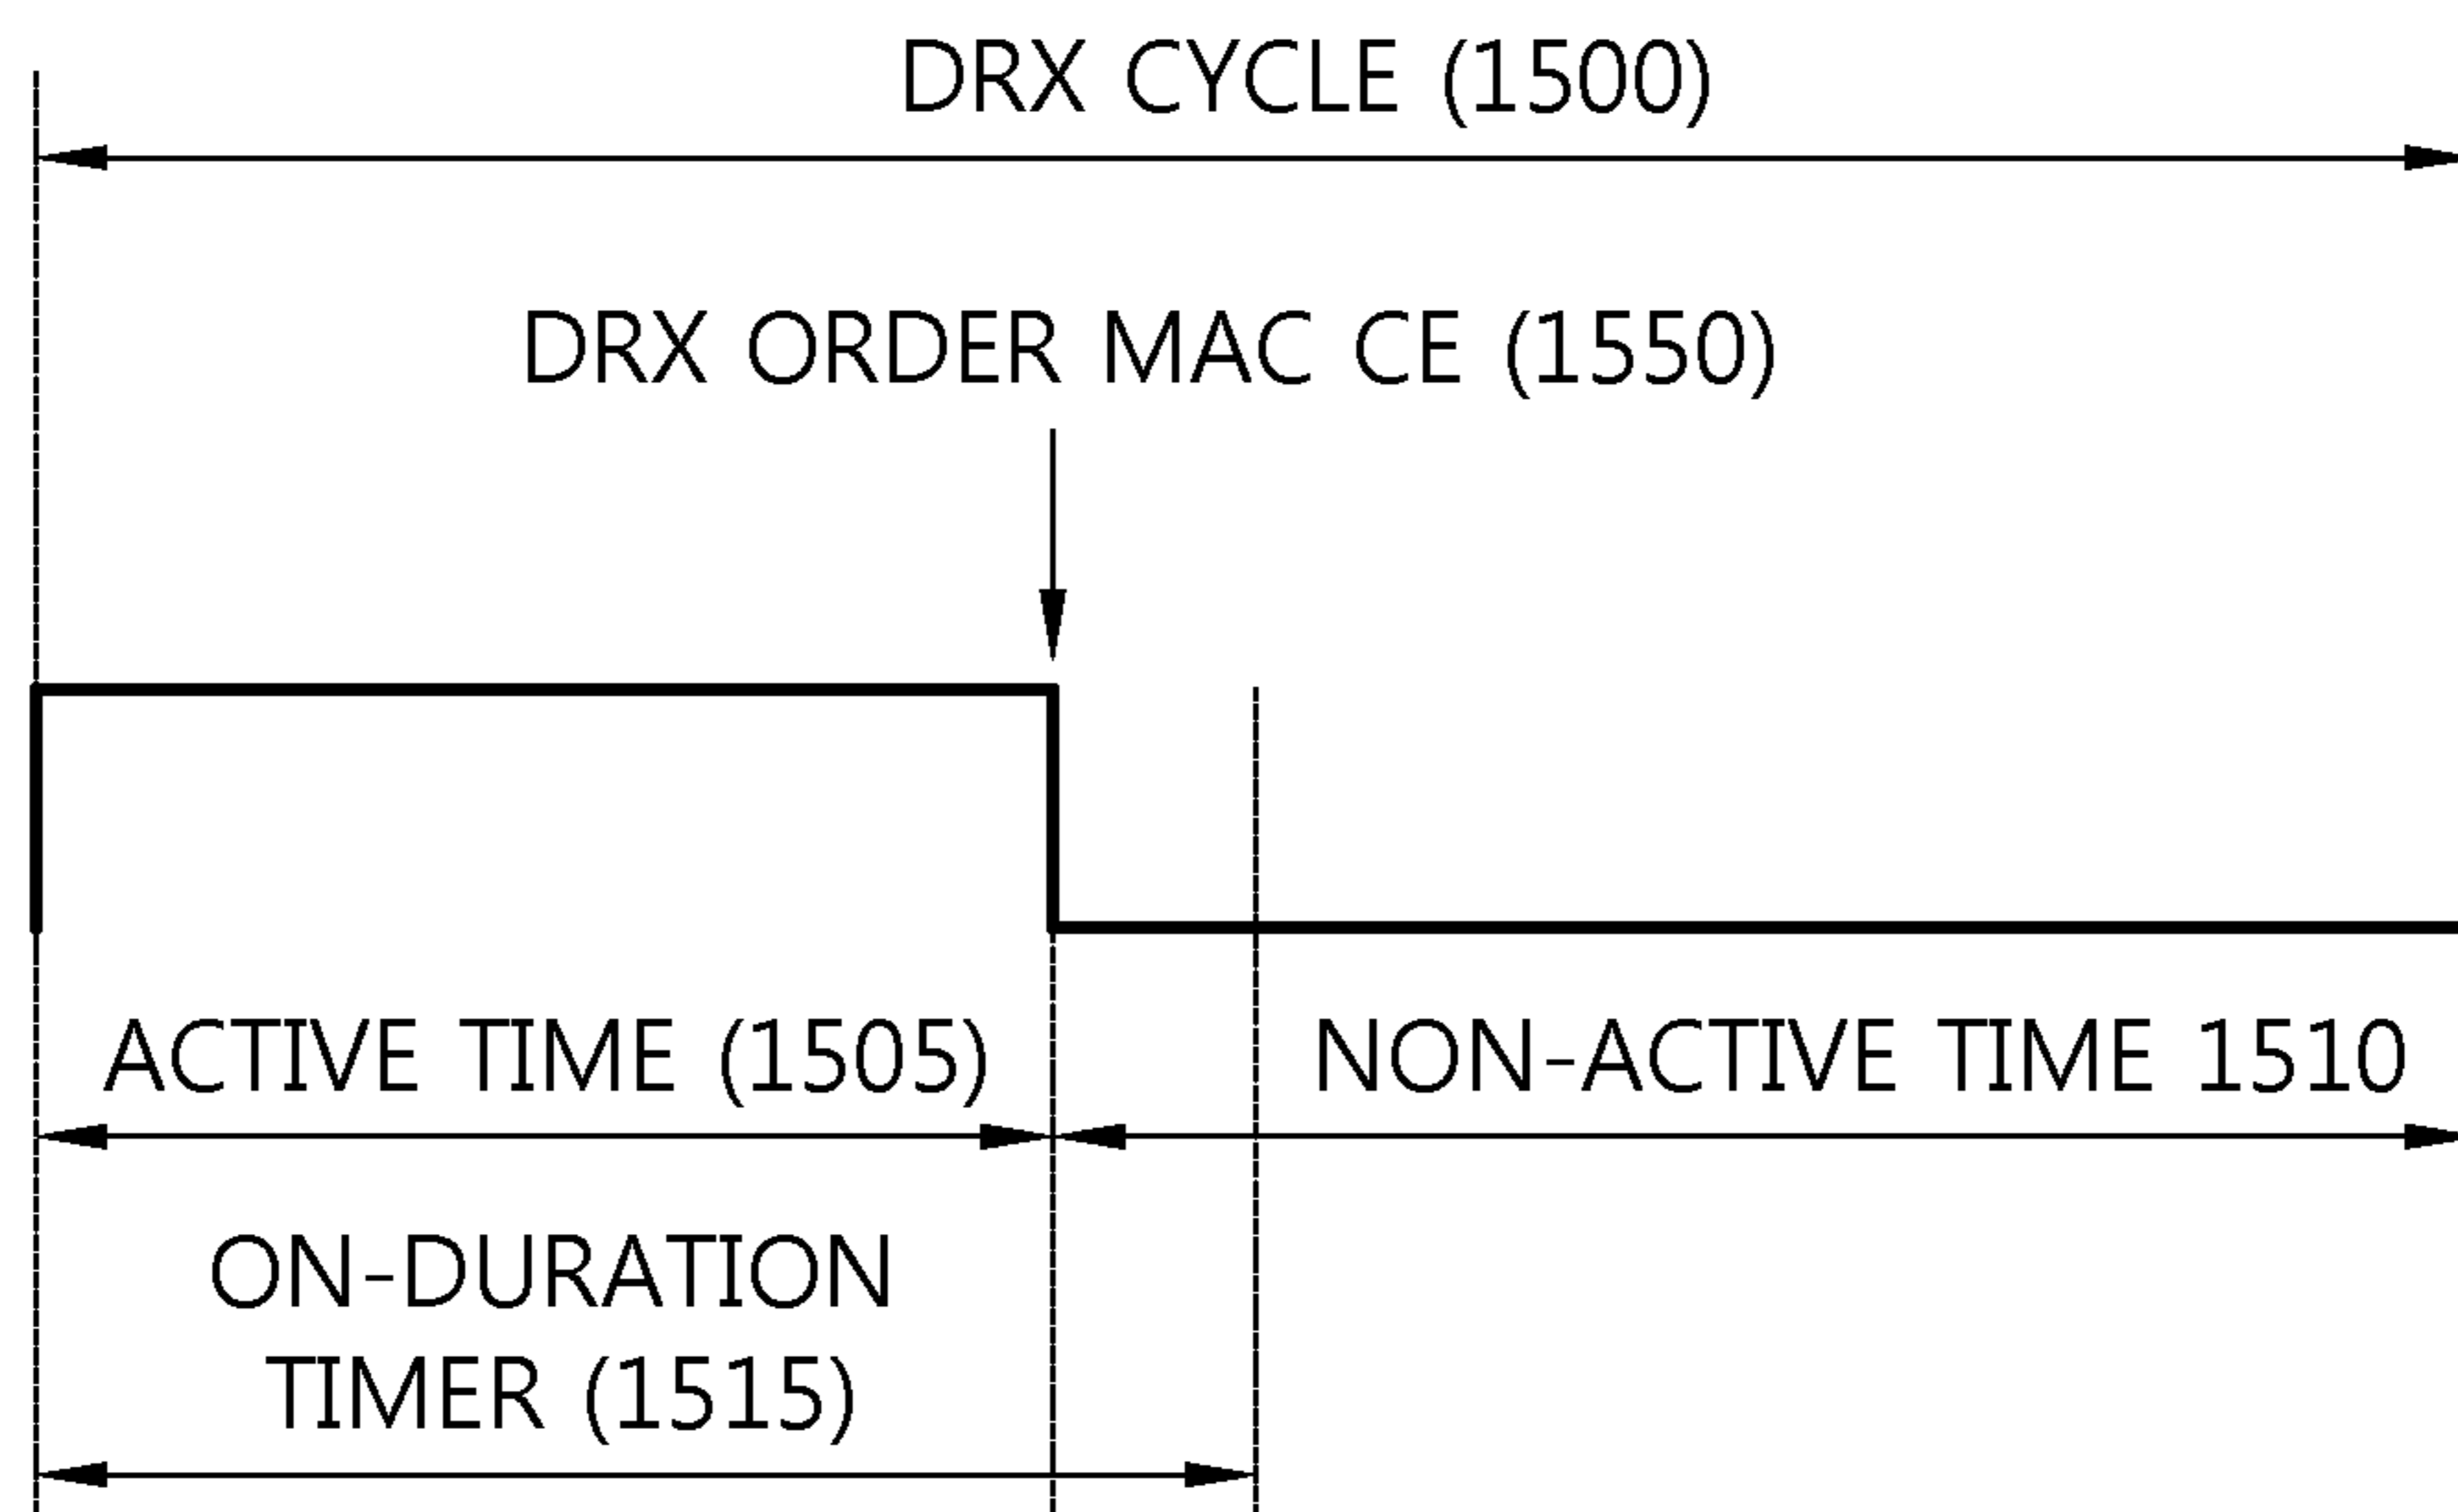 DRX CYCLE (1500)
DRX ORDER MAC CE (1550)
ACTIVE TIME (1505)
NON-ACTIVE TIME 1510
ON-DURATION
TIMER (1515)